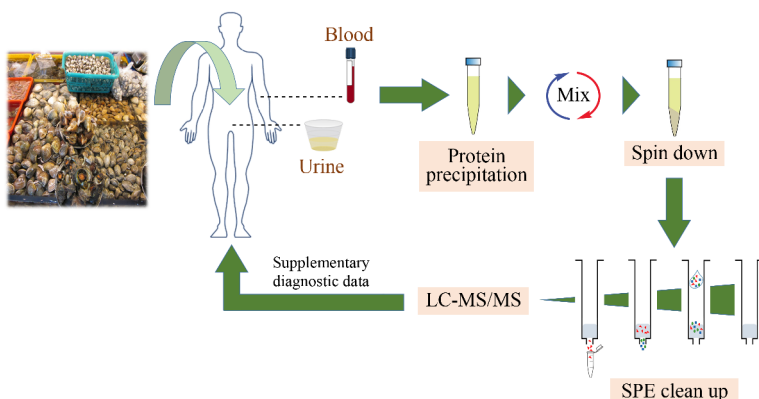 Blood
Urine
Protein
precipitation
Mix
Spin down
Supplementary
diagnostic data
LC-MS/MS
SPE clean up